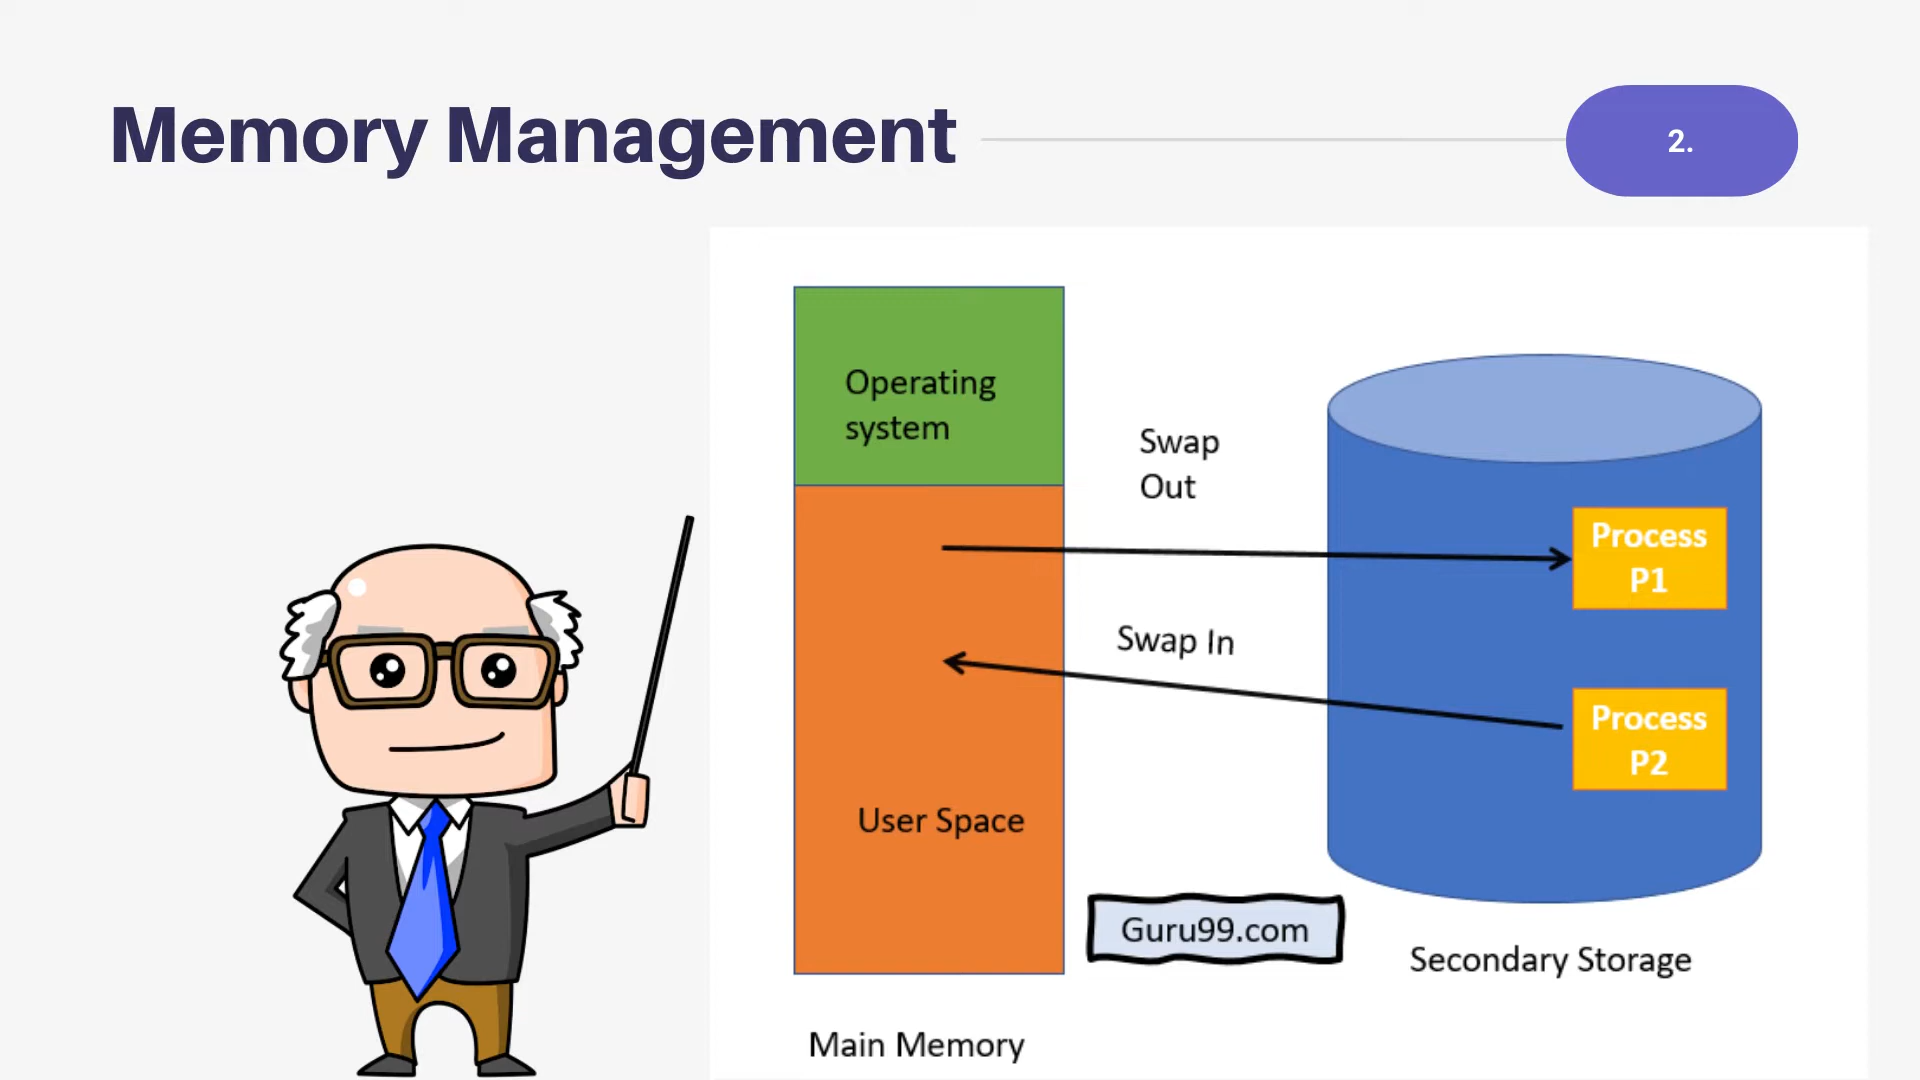 Memory Management
2.
Operating
system
Swap
Out
Process
P1
Swap In
Process
P2
User Space
Guru99.com
Secondary Storage
Main Memory